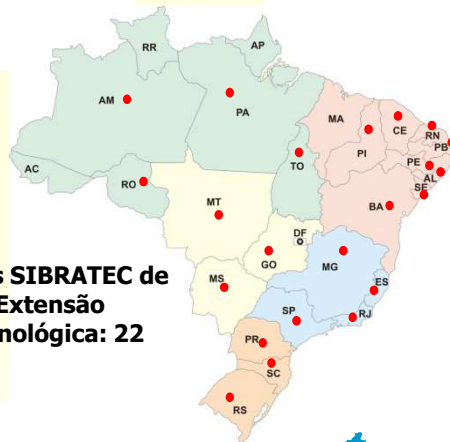 RR
AP
AM
PA
MA
CE
RN
PB
PI
PE
AL
SE
AC
RO
TO
MT
BA
DF
GO
MG
MS
ES
SP
RJ
PR
SC
RS
SIBRATEC de
Extensão
: 22